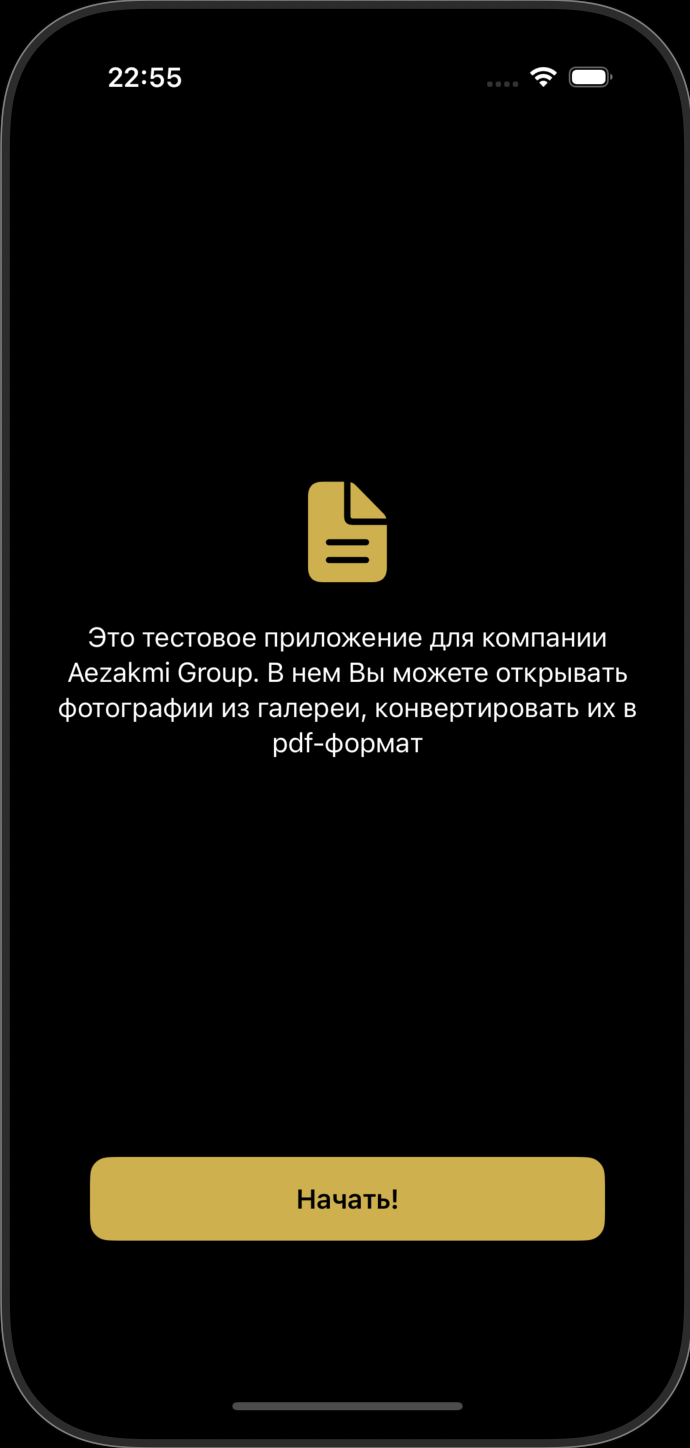 22:55
Это тестовое приложение для компании
Aezakmi Group. В нем Вы можете открывать
фотографии из галереи, конвертировать их в
pdf-формат
Начать!